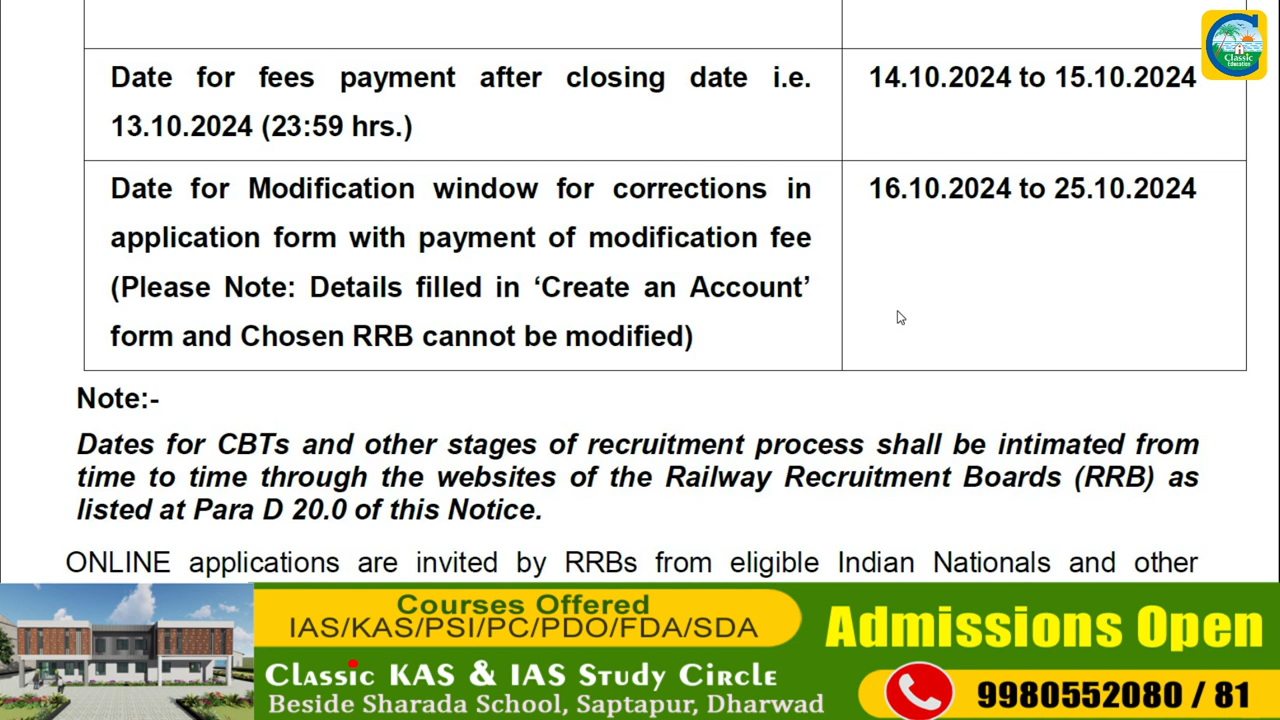 Classic
Education
Date for fees payment after closing date i.e.
13.10.2024 (23:59 hrs.)
14.10.2024 to 15.10.2024
Date for Modification window for corrections in
application form with payment of modification fee
(Please Note: Details filled in ‘Create an Account’
form and Chosen RRB cannot be modified)
16.10.2024 to 25.10.2024
Note:-
Dates for CBTs and other stages of recruitment process shall be intimated from
time to time through the websites of the Railway Recruitment Boards (RRB) as
listed at Para D 20.0 of this Notice.
ONLINE applications are invited by RRBs from eligible Indian Nationals and other
Courses Offered
IAS/KAS/PSI/PC/PDO/FDA/SDA
Classic KAS & IAS Study Circle
Beside Sharada School, Saptapur, Dharwad
Admissions Open
9980552080 / 81